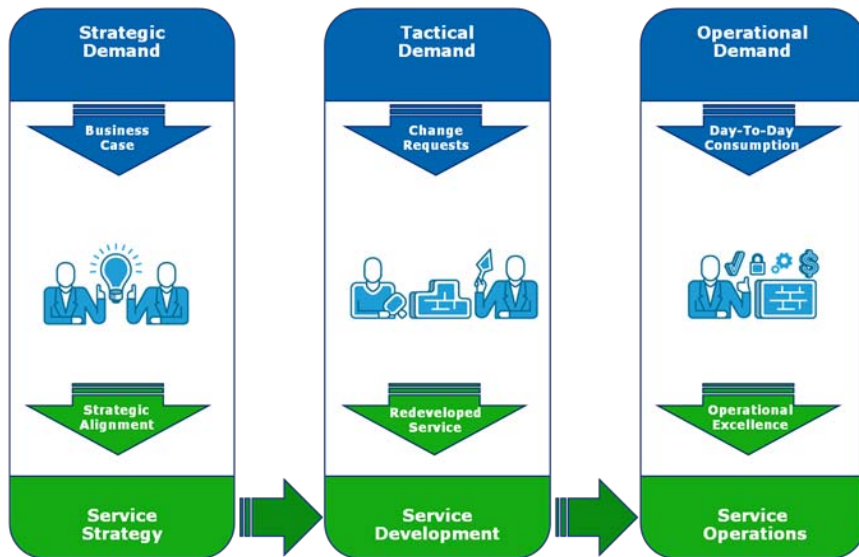 Strategic
Demand
Business
Case
Strategic
Alignment
Service
Strategy
Tactical
Demand
Change
Requests
Redeveloped
Service
Service
Development
Operational
Demand
Day-To-Day
Consumption
Operational
Excellence
Service
Operations